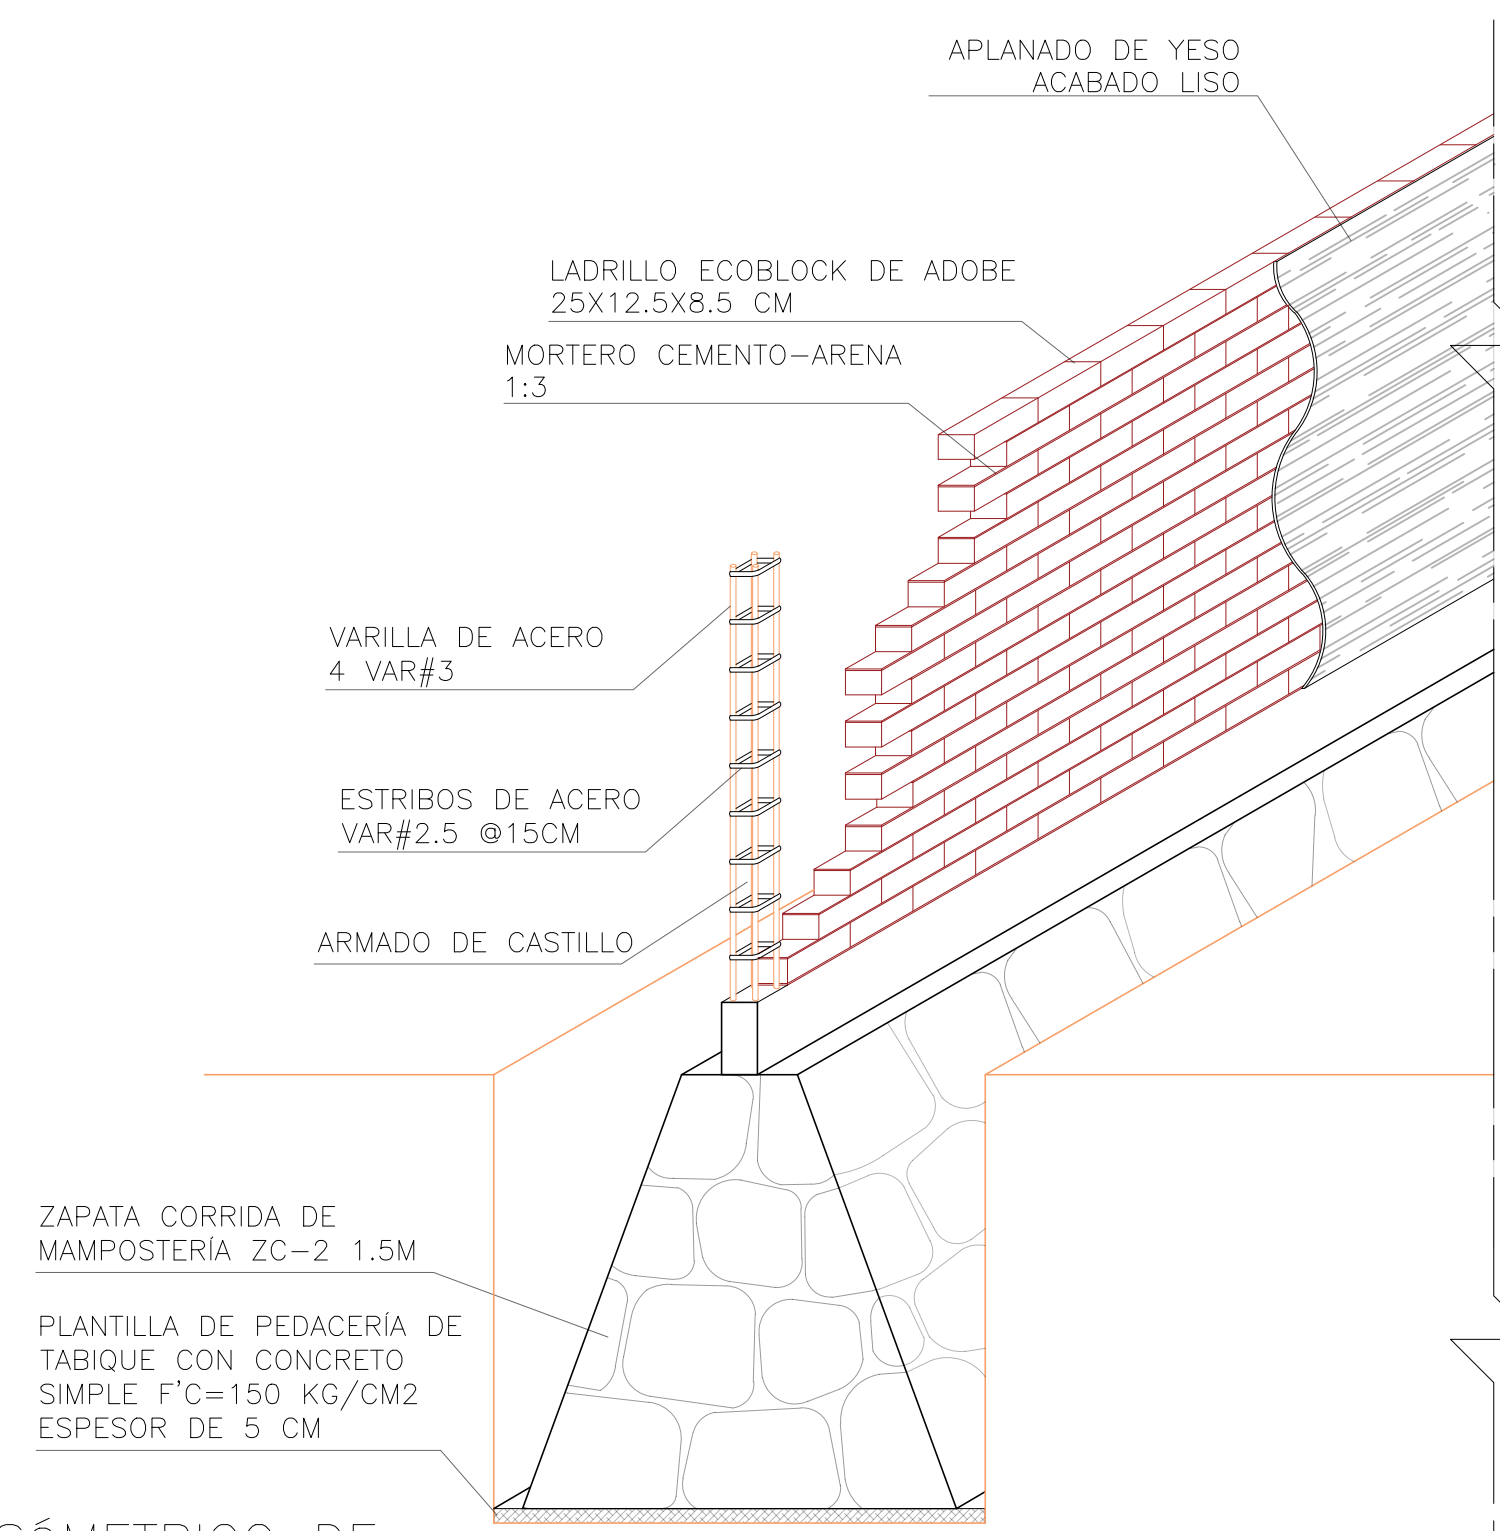 APLANADO DE YESO
ACABADO LISO
LADRILLO ECOBLOCK DE ADOBE
25X12.5X8.5 CM
MORTERO CEMENTO-ARENA
1:3
VARILLA DE ACERO
4 VAR#3
ESTRIBOS DE ACERO
VAR#2.5 @15CM
ARMADO DE CASTILLO
ZAPATA CORRIDA DE
MAMPOSTERÍA ZC-2 1.5M
PLANTILLA DE PEDACERÍA DE
TABIQUE CON CONCRETO
SIMPLE F'C=150 KG/CM2
ESPESOR DE 5 CM